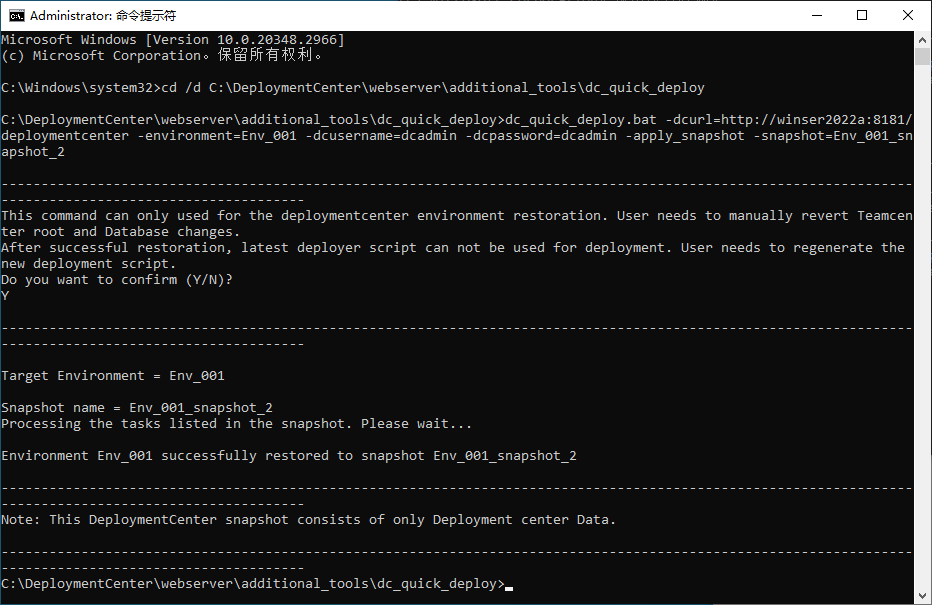 Administrator: 命令提示符
Microsoft Windows [Version 10.0.20348.2966]
(c) Microsoft Corporation。保留所有权利。
C:\Windows\system32>cd /d C:\DeploymentCenter\webserver\additional_tools\dc_quick_deploy
C:\DeploymentCenter\webserver\additional_tools\dc_quick_deploy>dc_quick_deploy.bat -dcurl=http://winser2022a:8181/
deploymentcenter -environment=Env_001 -dcusername=dcadmin -dcpassword=dcadmin -apply_snapshot -snapshot=Env_001_sn
apshot_2
------------------------------------------------------------------------------------------------------------------
--------------------------------------
This command can only used for the deploymentcenter environment restoration. User needs to manually revert Teamcen
ter root and Database changes.
After successful restoration, latest deployer script can not be used for deployment. User needs to regenerate the
new deployment script.
Do you want to confirm (Y/N)?
Y
------------------------------------------------------------------------------------------------------------------
--------------------------------------
Target Environment = Env_001
Snapshot name = Env_001_snapshot_2
Processing the tasks listed in the snapshot. Please wait...
Environment Env_001 successfully restored to snapshot Env_001_snapshot_2
------------------------------------------------------------------------------------------------------------------
--------------------------------------
Note: This DeploymentCenter snapshot consists of only Deployment center Data.
------------------------------------------------------------------------------------------------------------------
--------------------------------------
C:\DeploymentCenter\webserver\additional_tools\dc_quick_deploy>